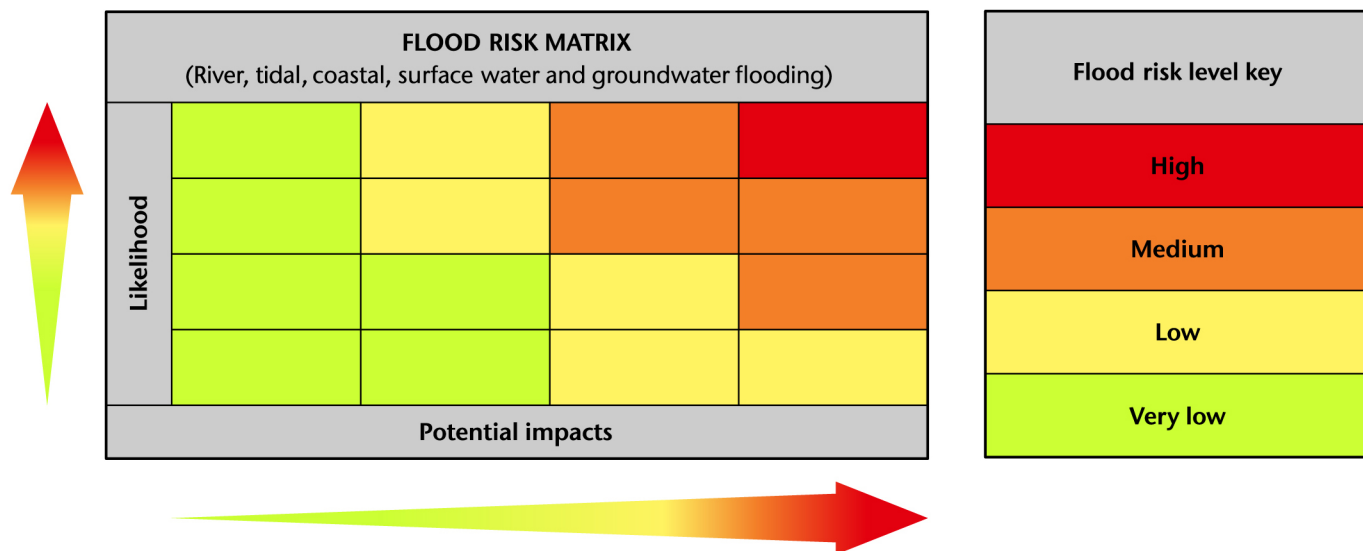 FLOOD RISK MATRIX
(River, tidal, coastal, surface water and groundwater flooding)
Likelihood
Potential impacts
Flood risk level key
High
Medium
Low
Very low